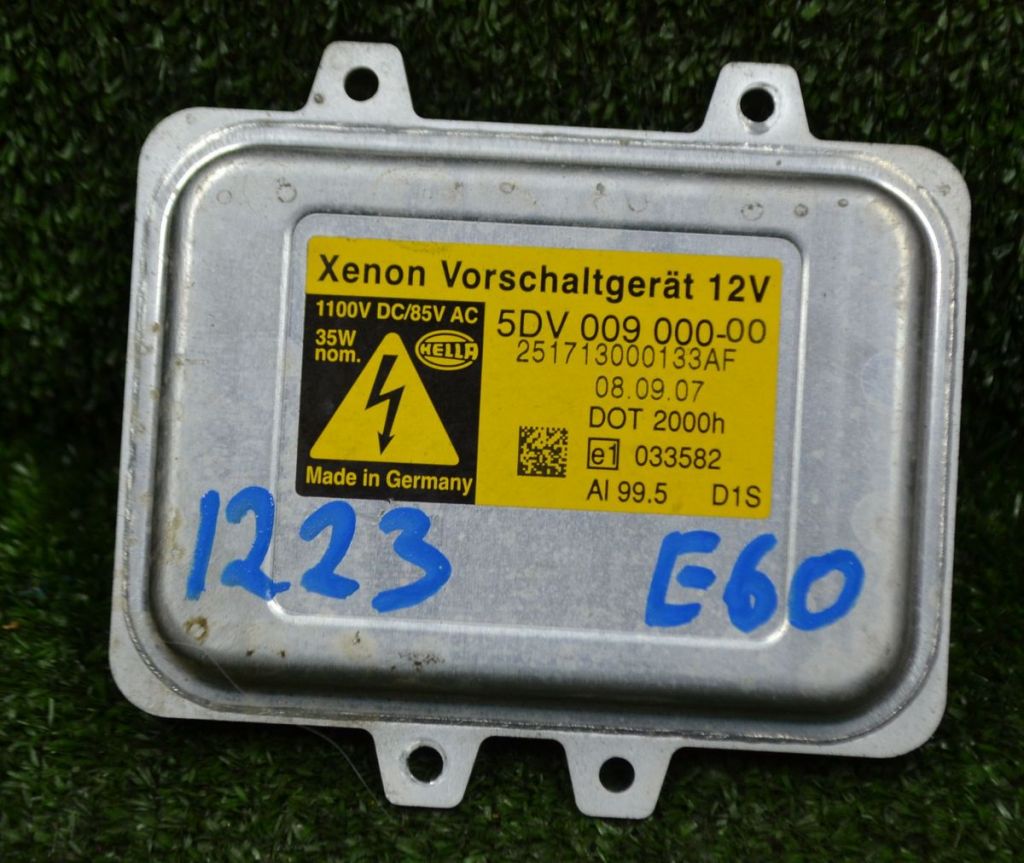 Xenon Vorschaltgerät 12V
1100V DC/85V AC
35W
nom.
HELLA
Made in Germany
5DV 009 000-00
251713000133AF
08.09.07
DOT 2000h
e1 033582
Al 99.5 D1S
1223
E60